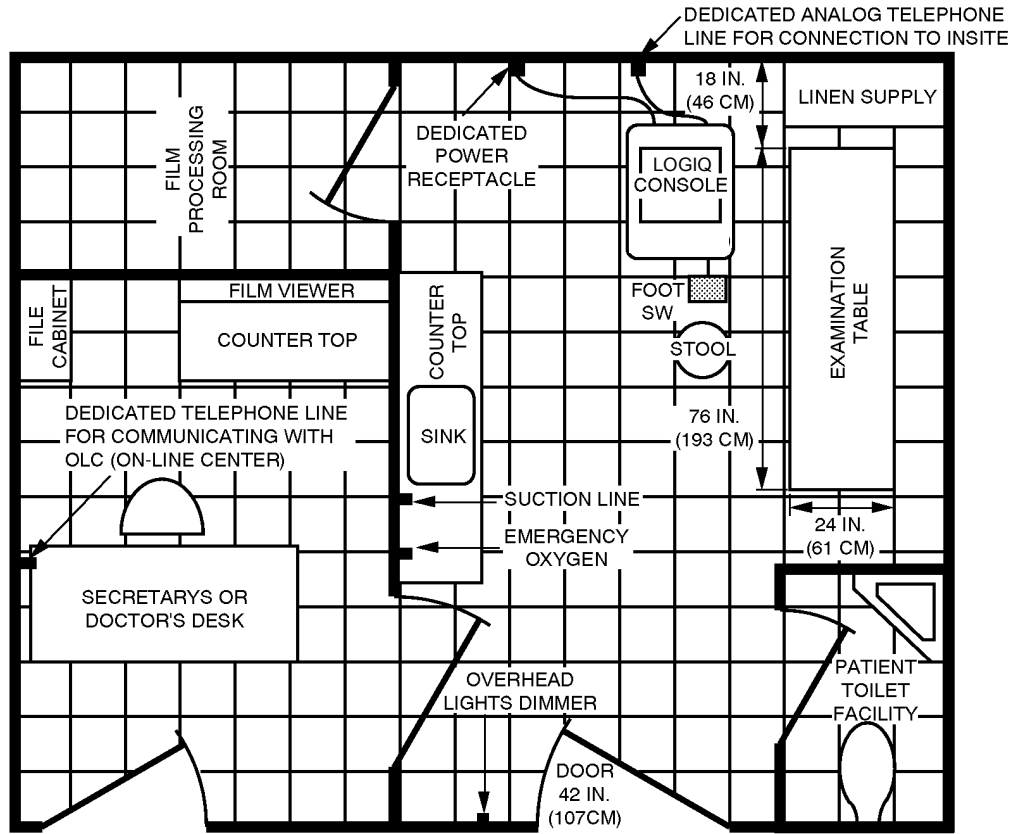 DEDICATED ANALOG TELEPHONE
LINE FOR CONNECTION TO INSITE
18 IN.
(46 CM)
LINEN SUPPLY
FILM
PROCESSING
ROOM
DEDICATED
POWER
RECEPTACLE
LOGIQ
CONSOLE
FILE
CABINET
FILM VIEWER
COUNTER TOP
COUNTER
TOP
FOOT
SW
STOOL
EXAMINATION
TABLE
DEDICATED TELEPHONE LINE
FOR COMMUNICATING WITH
OLC (ON-LINE CENTER)
SINK
76 IN.
(193 CM)
SUCTION LINE
EMERGENCY
OXYGEN
24 IN.
(61 CM)
SECRETARYS OR
DOCTOR'S DESK
OVERHEAD
LIGHTS DIMMER
PATIENT
TOILET
FACILITY
DOOR
42 IN.
(107CM)